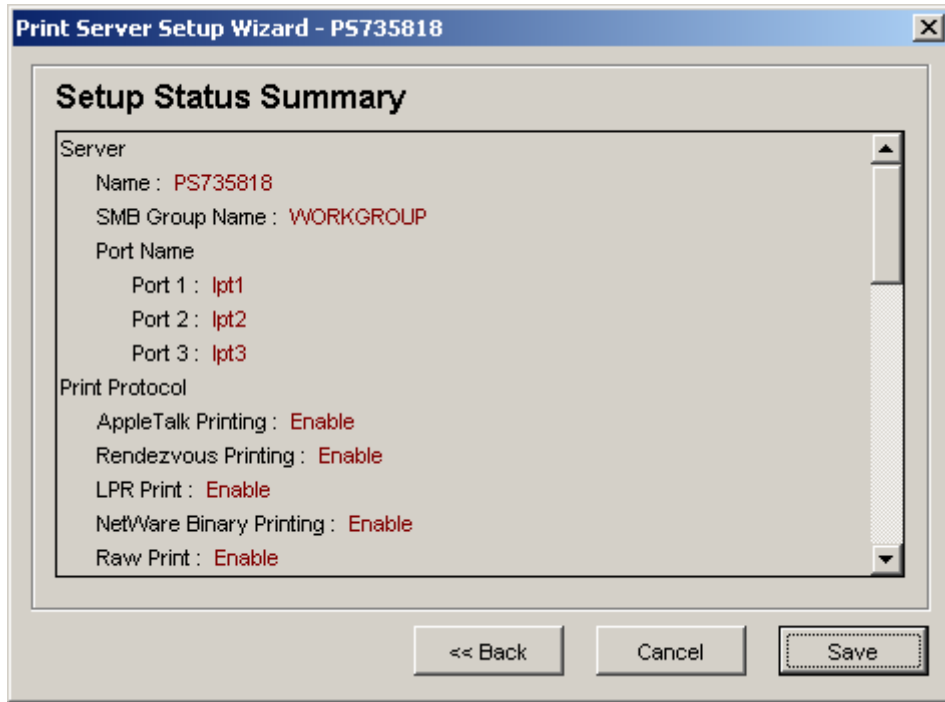 Print Server Setup Wizard - PS735818
Setup Status Summary
Server
Name : PS735818
SMB Group Name : WORKGROUP
Port Name
Port 1 : lpt1
Port 2 : lpt2
Port 3 : lpt3
Print Protocol
AppleTalk Printing : Enable
Rendezvous Printing : Enable
LPR Print : Enable
NetWare Binary Printing : Enable
Raw Print : Enable
<< Back Cancel Save